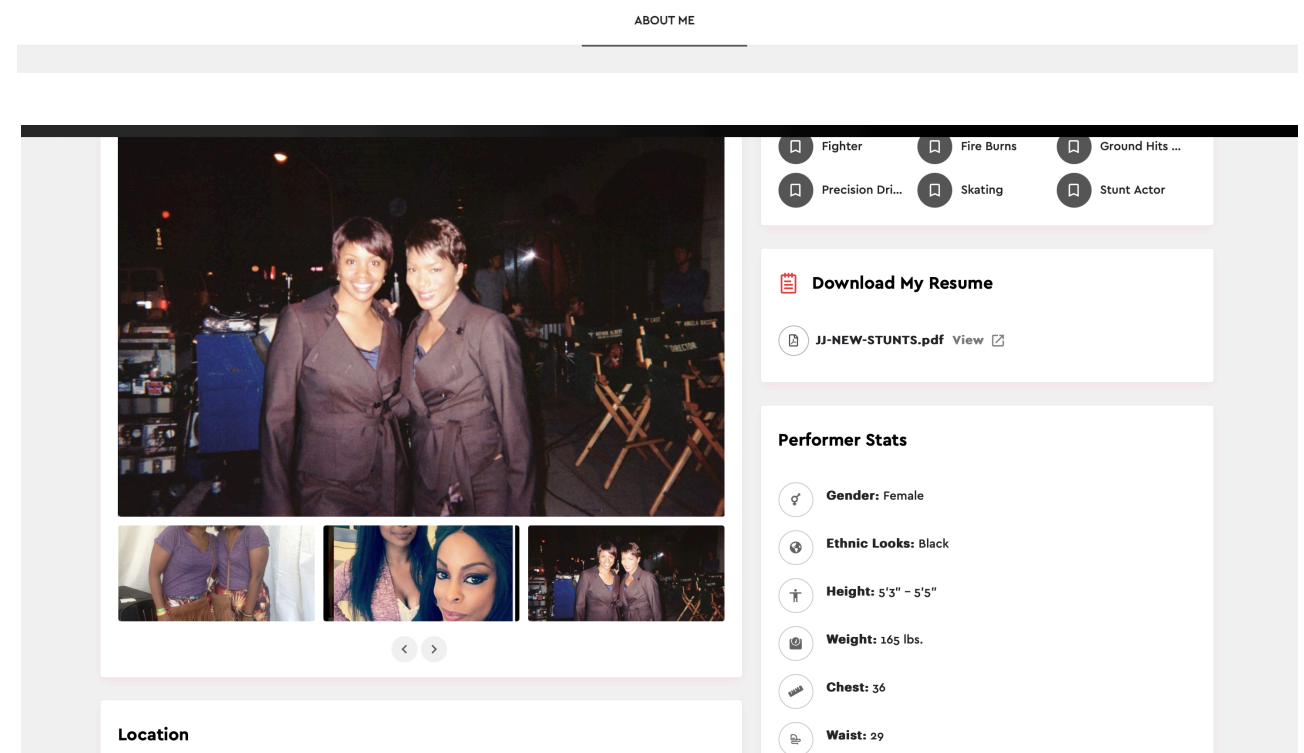 ABOUT ME
Fighter
Fire Burns
Ground Hits ...
Precision Dri...
Skating
Stunt Actor
Download My Resume
JJ-NEW-STUNTS.pdf View
Performer Stats
Gender: Female
Ethnic Looks: Black
Height: 5'3" – 5'5"
Weight: 165 lbs.
Chest: 36
Waist: 29
DIRECTOR
CAST
Location